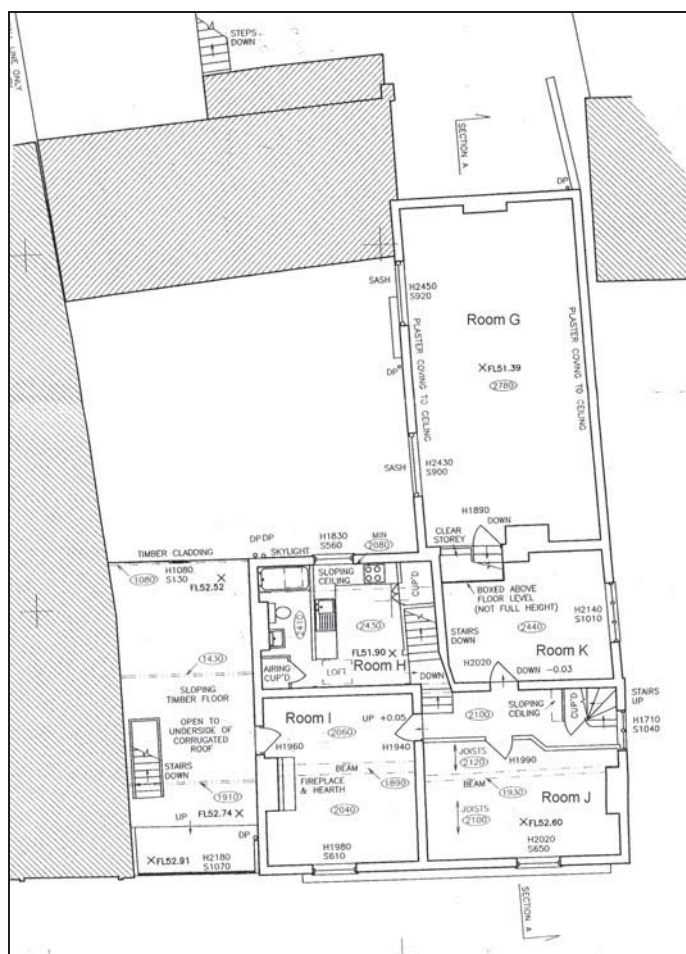 LINE ONLY
STEPS
DOWN
SECTION A
DP
SASH
H2450
S920
PLASTER COVING TO CEILING
Room G
PLASTER COVING TO CEILING
FL51.39
2780
DP
SASH
H2430
S900
H1890
DOWN
CLEAR
STOREY
TIMBER CLADDING
DP DP
SKYLIGHT
H1830
S560
MIN
2080
1080
H1080
S130
FL52.52
SLOPING
CEILING
CUP'D
BOXED ABOVE
FLOOR LEVEL
(NOT FULL HEIGHT)
2410
2430
STAIRS
DOWN
2440
H2140
S1010
Room K
1430
AIRING
CUP'D
LOFT
FL51.90
Room H
DOWN
H2020
DOWN -0.03
SLOPING
TIMBER FLOOR
OPEN TO
UNDERSIDE OF
CORRUGATED
ROOF
STAIRS
DOWN
1910
Room I
2060
UP +0.05
H1960
H1940
2100
SLOPING
CEILING
CUP'D
STAIRS
UP
H1710
S1040
BEAM
FIREPLACE
& HEARTH
1890
2040
JOISTS
2120
H1990
BEAM
1930
Room J
JOISTS
2100
FL52.60
UP
FL52.74
DP
FL52.91
H2180
S1070
H1980
S610
H2020
S650
SECTION A